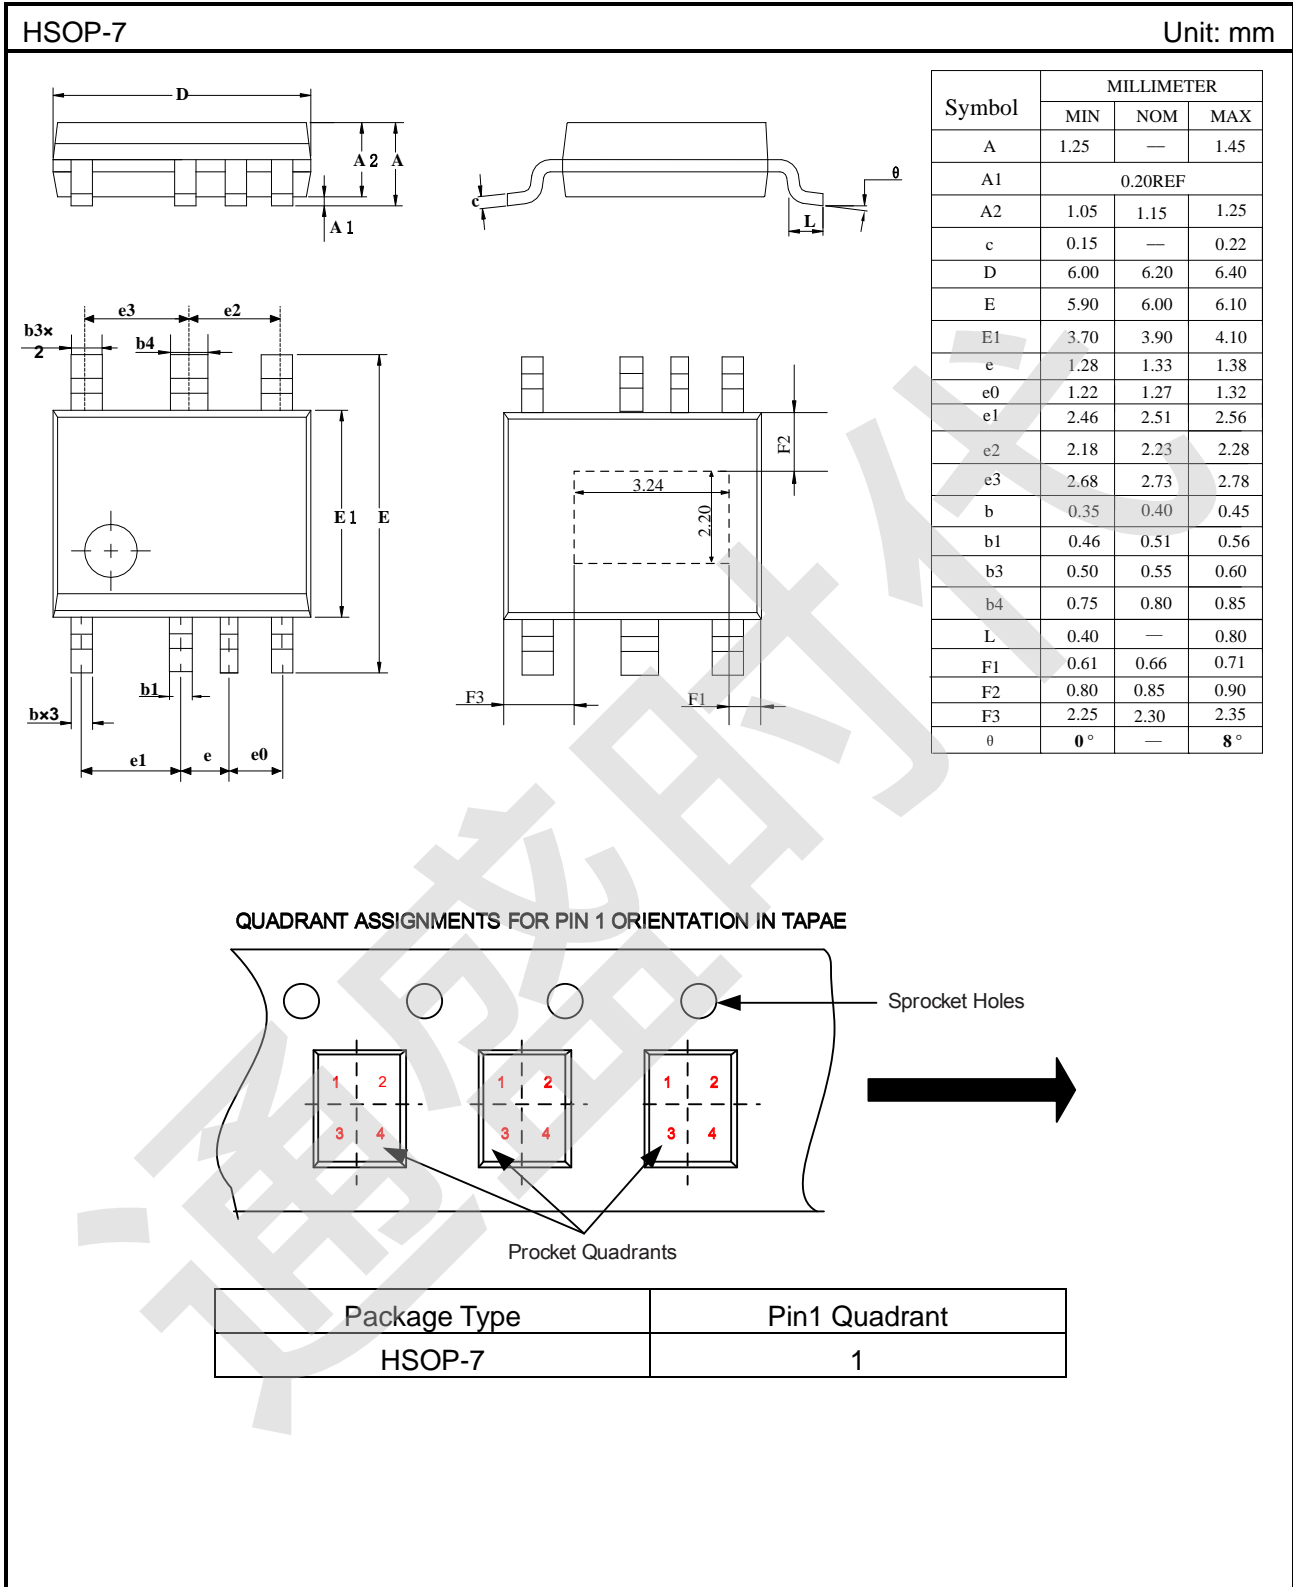 HSOP-7 Unit: mm
D
A 2 A
A 1
c
L
θ
Symbol MILLIMETER
MIN NOM MAX
A 1.25 — 1.45
A1 0.20REF
A2 1.05 1.15 1.25
c 0.15 — 0.22
D 6.00 6.20 6.40
E 5.90 6.00 6.10
E1 3.70 3.90 4.10
e 1.28 1.33 1.38
e0 1.22 1.27 1.32
e1 2.46 2.51 2.56
e2 2.18 2.23 2.28
e3 2.68 2.73 2.78
b 0.35 0.40 0.45
b1 0.46 0.51 0.56
b3 0.50 0.55 0.60
b4 0.75 0.80 0.85
L 0.40 — 0.80
F1 0.61 0.66 0.71
F2 0.80 0.85 0.90
F3 2.25 2.30 2.35
θ 0° — 8°
e3 e2
b3×
2
b4
E1 E
b1
b×3
e1 e e0
F2
3.24
2.20
F3 F1
QUADRANT ASSIGNMENTS FOR PIN 1 ORIENTATION IN TAPAE
Sprocket Holes
1 2 1 2 1 2
3 4 3 4 3 4
Procket Quadrants
Package Type Pin1 Quadrant
HSOP-7 1
通盛时代